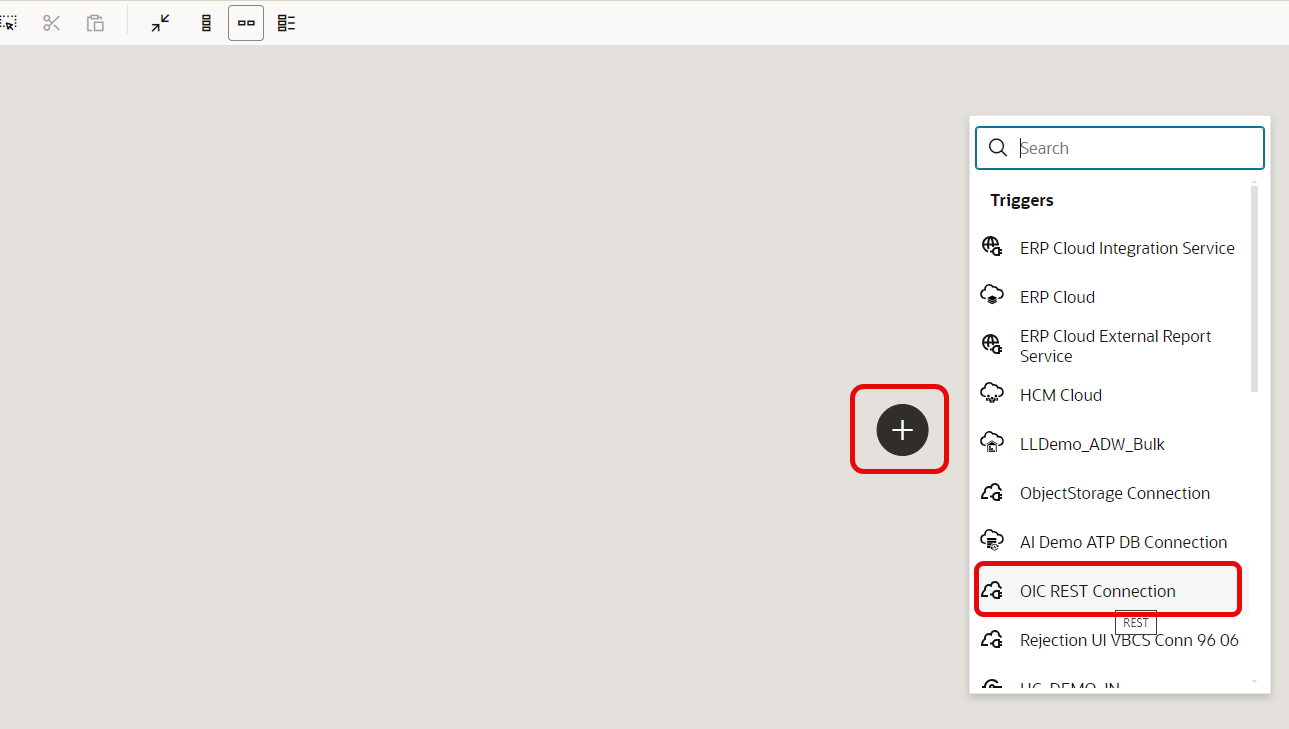 Search
Triggers
ERP Cloud Integration Service
ERP Cloud
ERP Cloud External Report
Service
HCM Cloud
LLDemo_ADW_Bulk
ObjectStorage Connection
AI Demo ATP DB Connection
OIC REST Connection
REST
Rejection UI VBCS Conn 96 06